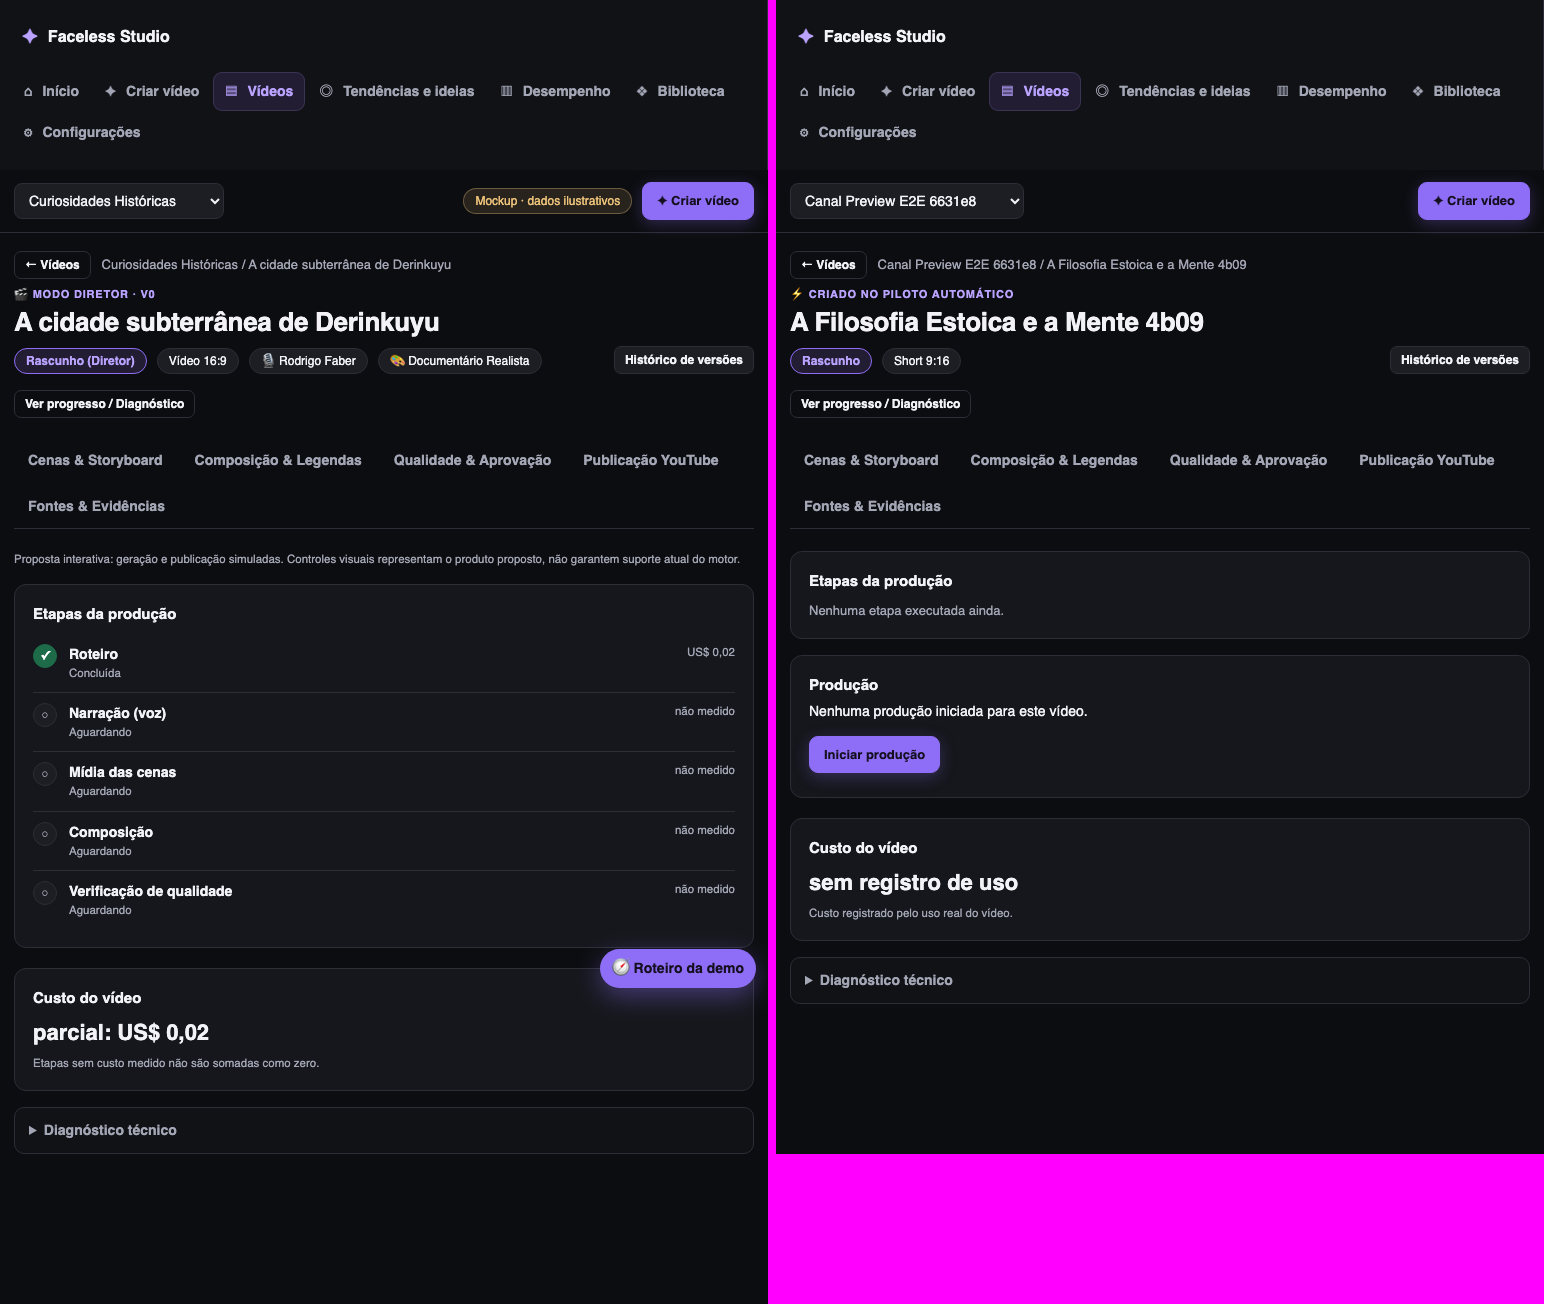 Faceless Studio
Início
Criar vídeo
Vídeos
Tendências e ideias
Desempenho
Biblioteca
Configurações
Curiosidades Históricas
Mockup · dados ilustrativos
✦ Criar vídeo
← Vídeos
Curiosidades Históricas / A cidade subterrânea de Derinkuyu
🎬 MODO DIRETOR · V0
A cidade subterrânea de Derinkuyu
Rascunho (Diretor)
Vídeo 16:9
🎙️ Rodrigo Faber
🎨 Documentário Realista
Histórico de versões
Ver progresso / Diagnóstico
Cenas & Storyboard
Composição & Legendas
Qualidade & Aprovação
Publicação YouTube
Fontes & Evidências
Proposta interativa: geração e publicação simuladas. Controles visuais representam o produto proposto, não garantem suporte atual do motor.
Etapas da produção
Roteiro
US$ 0,02
Concluída
Narração (voz)
não medido
Aguardando
Mídia das cenas
não medido
Aguardando
Composição
não medido
Aguardando
Verificação de qualidade
não medido
Aguardando
🧭 Roteiro da demo
Custo do vídeo
parcial: US$ 0,02
Etapas sem custo medido não são somadas como zero.
▶ Diagnóstico técnico
Faceless Studio
Início
Criar vídeo
Vídeos
Tendências e ideias
Desempenho
Biblioteca
Configurações
Canal Preview E2E 6631e8
✦ Criar vídeo
← Vídeos
Canal Preview E2E 6631e8 / A Filosofia Estoica e a Mente 4b09
⚡ CRIADO NO PILOTO AUTOMÁTICO
A Filosofia Estoica e a Mente 4b09
Rascunho
Short 9:16
Histórico de versões
Ver progresso / Diagnóstico
Cenas & Storyboard
Composição & Legendas
Qualidade & Aprovação
Publicação YouTube
Fontes & Evidências
Etapas da produção
Nenhuma etapa executada ainda.
Produção
Nenhuma produção iniciada para este vídeo.
Iniciar produção
Custo do vídeo
sem registro de uso
Custo registrado pelo uso real do vídeo.
▶ Diagnóstico técnico